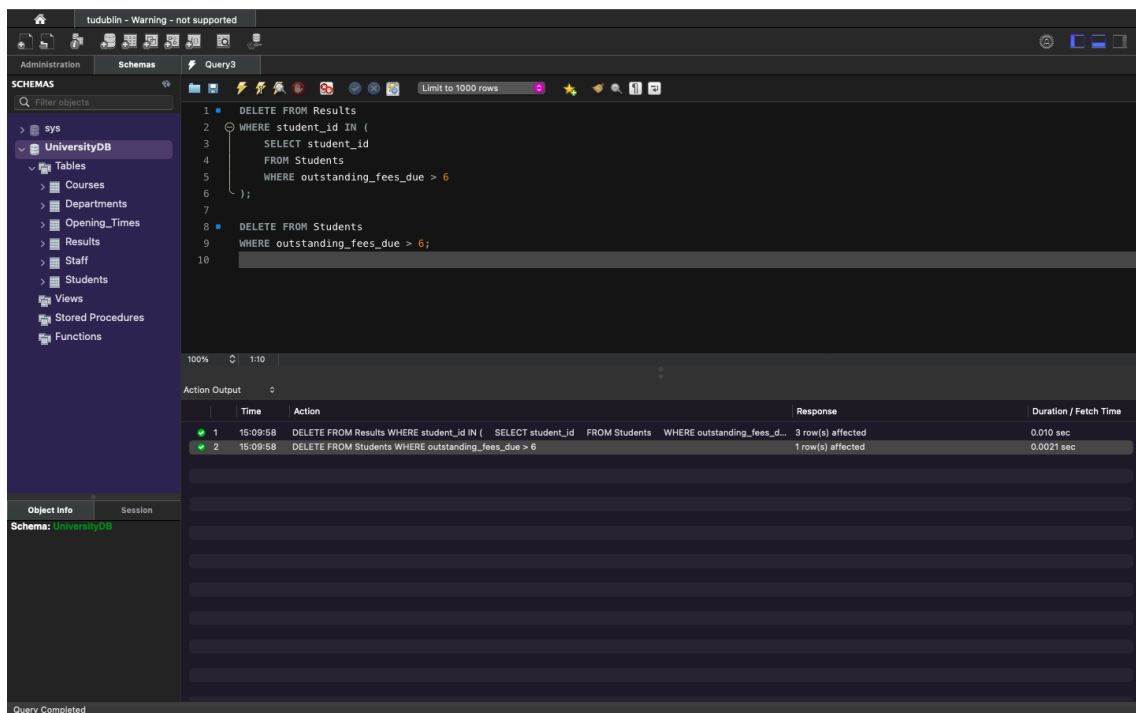 tudublin - Warning - not supported
Administration
Schemas
Query3
SCHEMAS
Filter objects
Limit to 1000 rows
sys
UniversityDB
Tables
Courses
Departments
Opening_Times
Results
Staff
Students
Views
Stored Procedures
Functions
1 DELETE FROM Results
2 WHERE student_id IN (
3 SELECT student_id
4 FROM Students
5 WHERE outstanding_fees_due > 6
6 );
7
8 DELETE FROM Students
9 WHERE outstanding_fees_due > 6;
10
100% 1:10
Action Output
Time Action Response Duration / Fetch Time
1 15:09:58 DELETE FROM Results WHERE student_id IN ( SELECT student_id FROM Students WHERE outstanding_fees_d... 3 row(s) affected 0.010 sec
2 15:09:58 DELETE FROM Students WHERE outstanding_fees_due > 6 1 row(s) affected 0.0021 sec
Object Info Session
Schema: UniversityDB
Query Completed